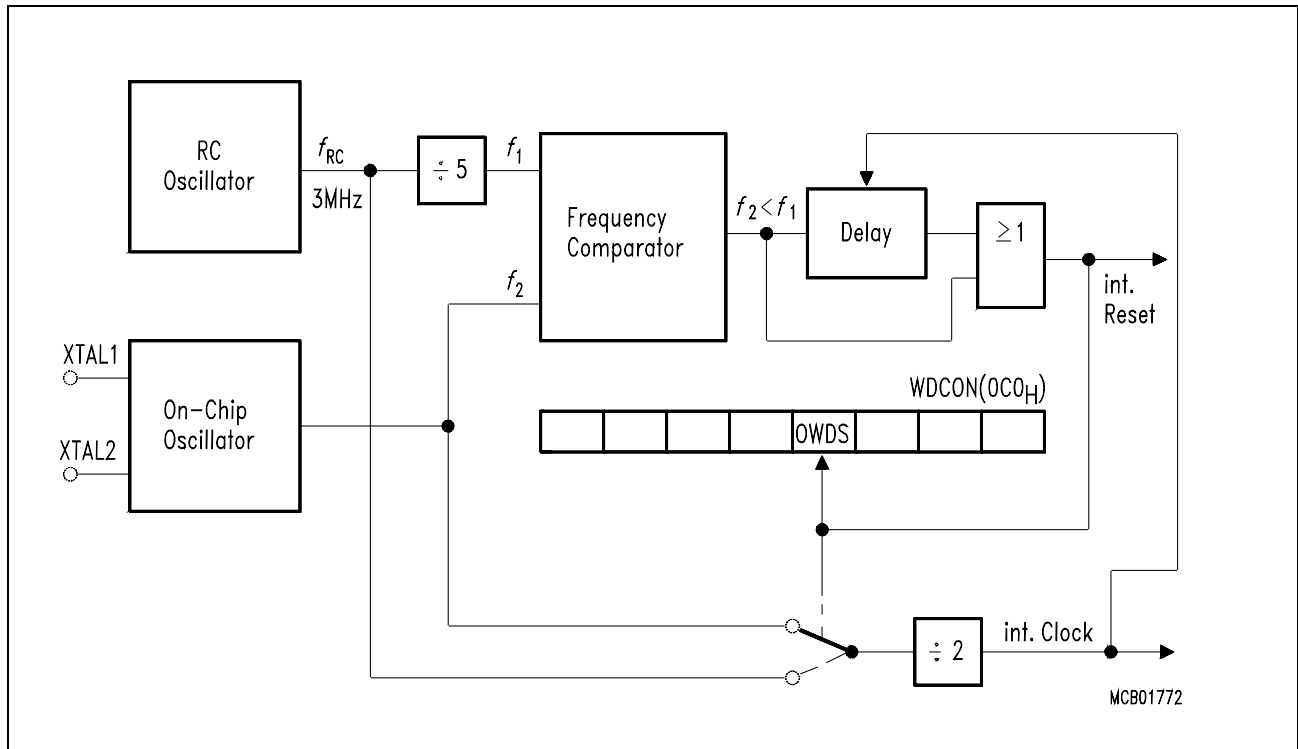 RC
Oscillator
fRC
3MHz
÷ 5
f1
f2
Frequency
Comparator
f2<f1
Delay
≥1
int.
Reset
XTAL1
XTAL2
On-Chip
Oscillator
WDCON(0C0H)
OWDS
÷ 2
int. Clock
MCB01772